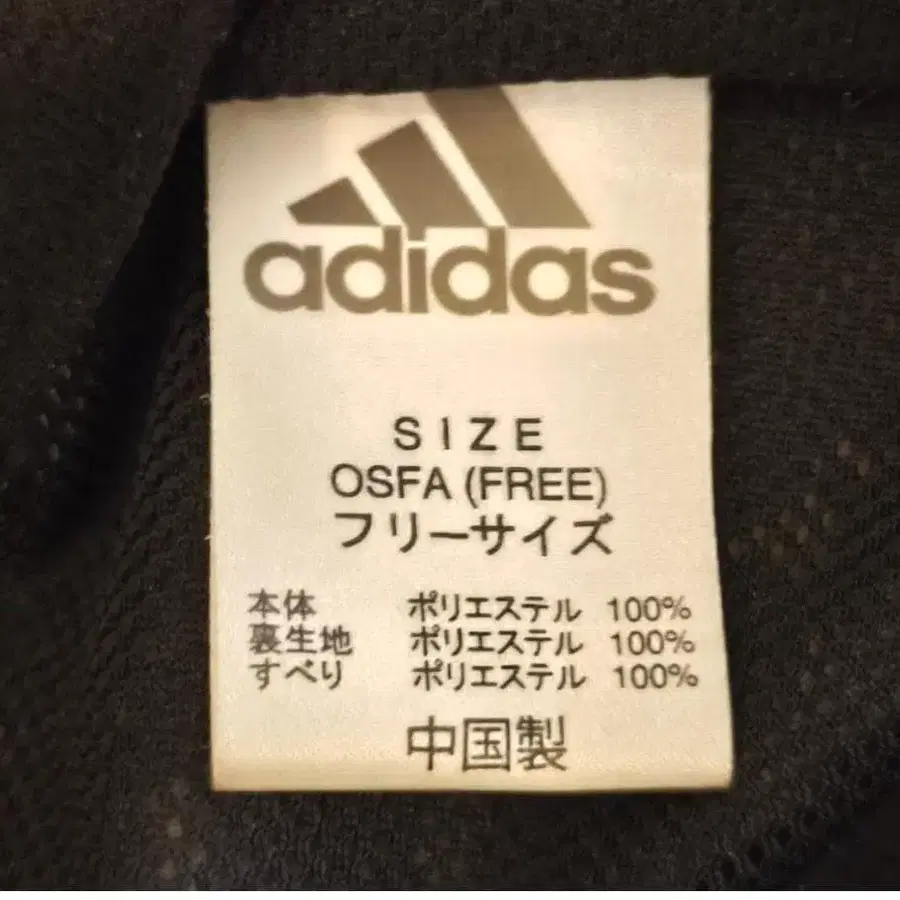 adidas
SIZE
OSFA (FREE)
フリーサイズ
本体 ポリエステル 100%
裏生地 ポリエステル 100%
すべり ポリエステル 100%
中国製